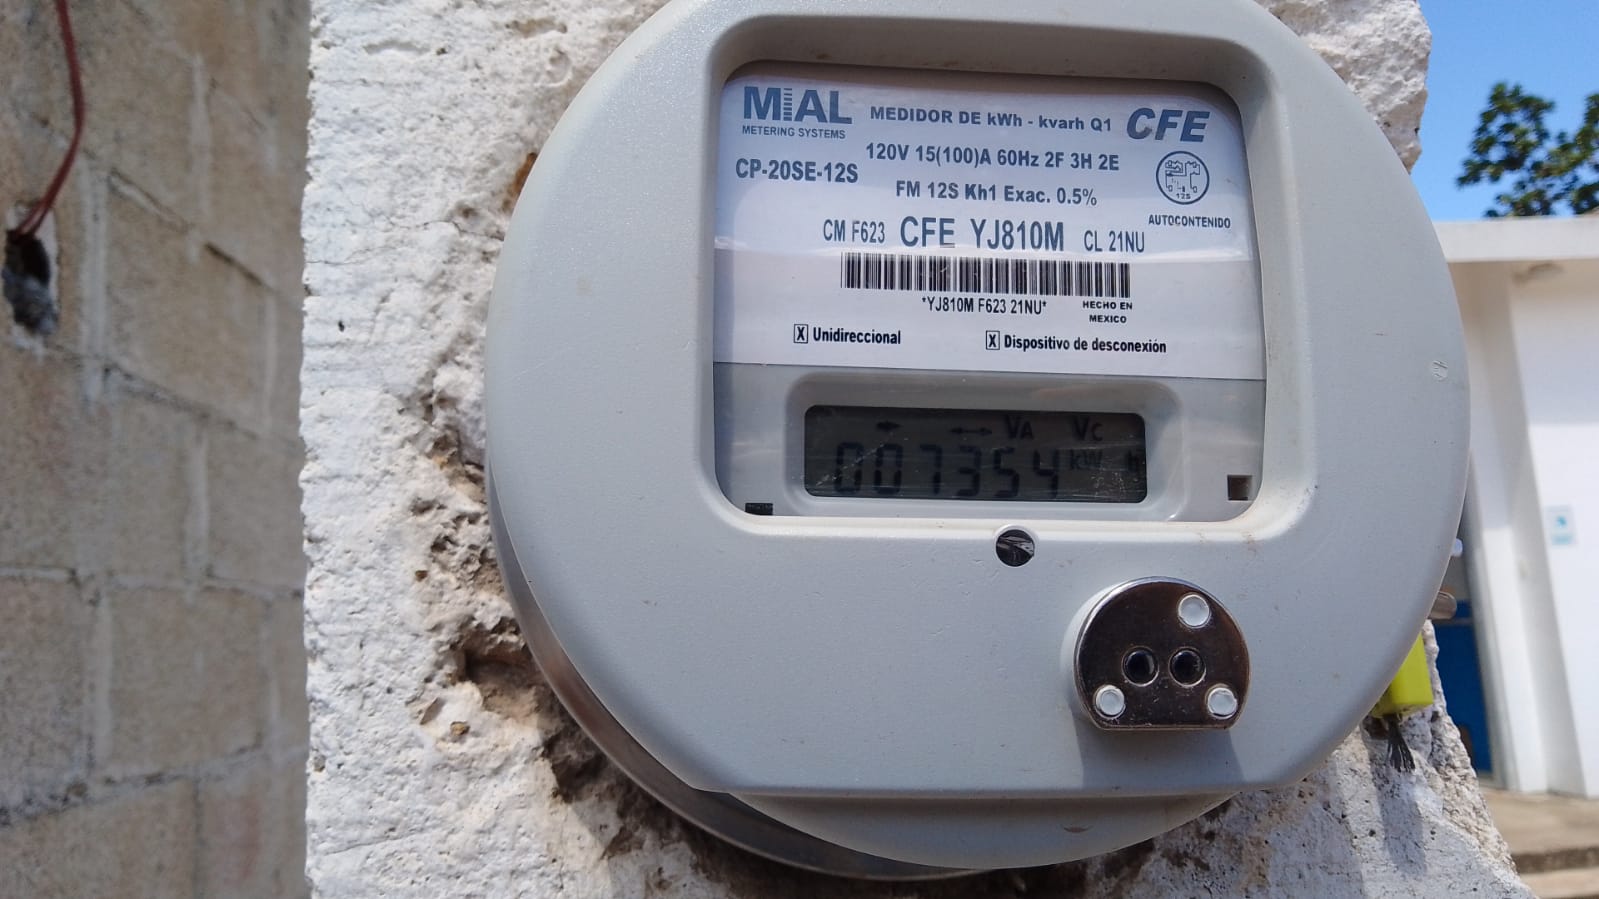 MIAL
METERING SYSTEMS
MEDIDOR DE kWh - kvarh Q1
CFE
120V 15(100)A 60Hz 2F 3H 2E
CP-20SE-12S
FM 12S Kh1 Exac. 0.5%
12S
AUTOCONTENIDO
CM F623 CFE YJ810M CL 21NU
*YJ810M F623 21NU*
HECHO EN
MEXICO
X Unidireccional
X Dispositivo de desconexión
VA VC
007354 kW h